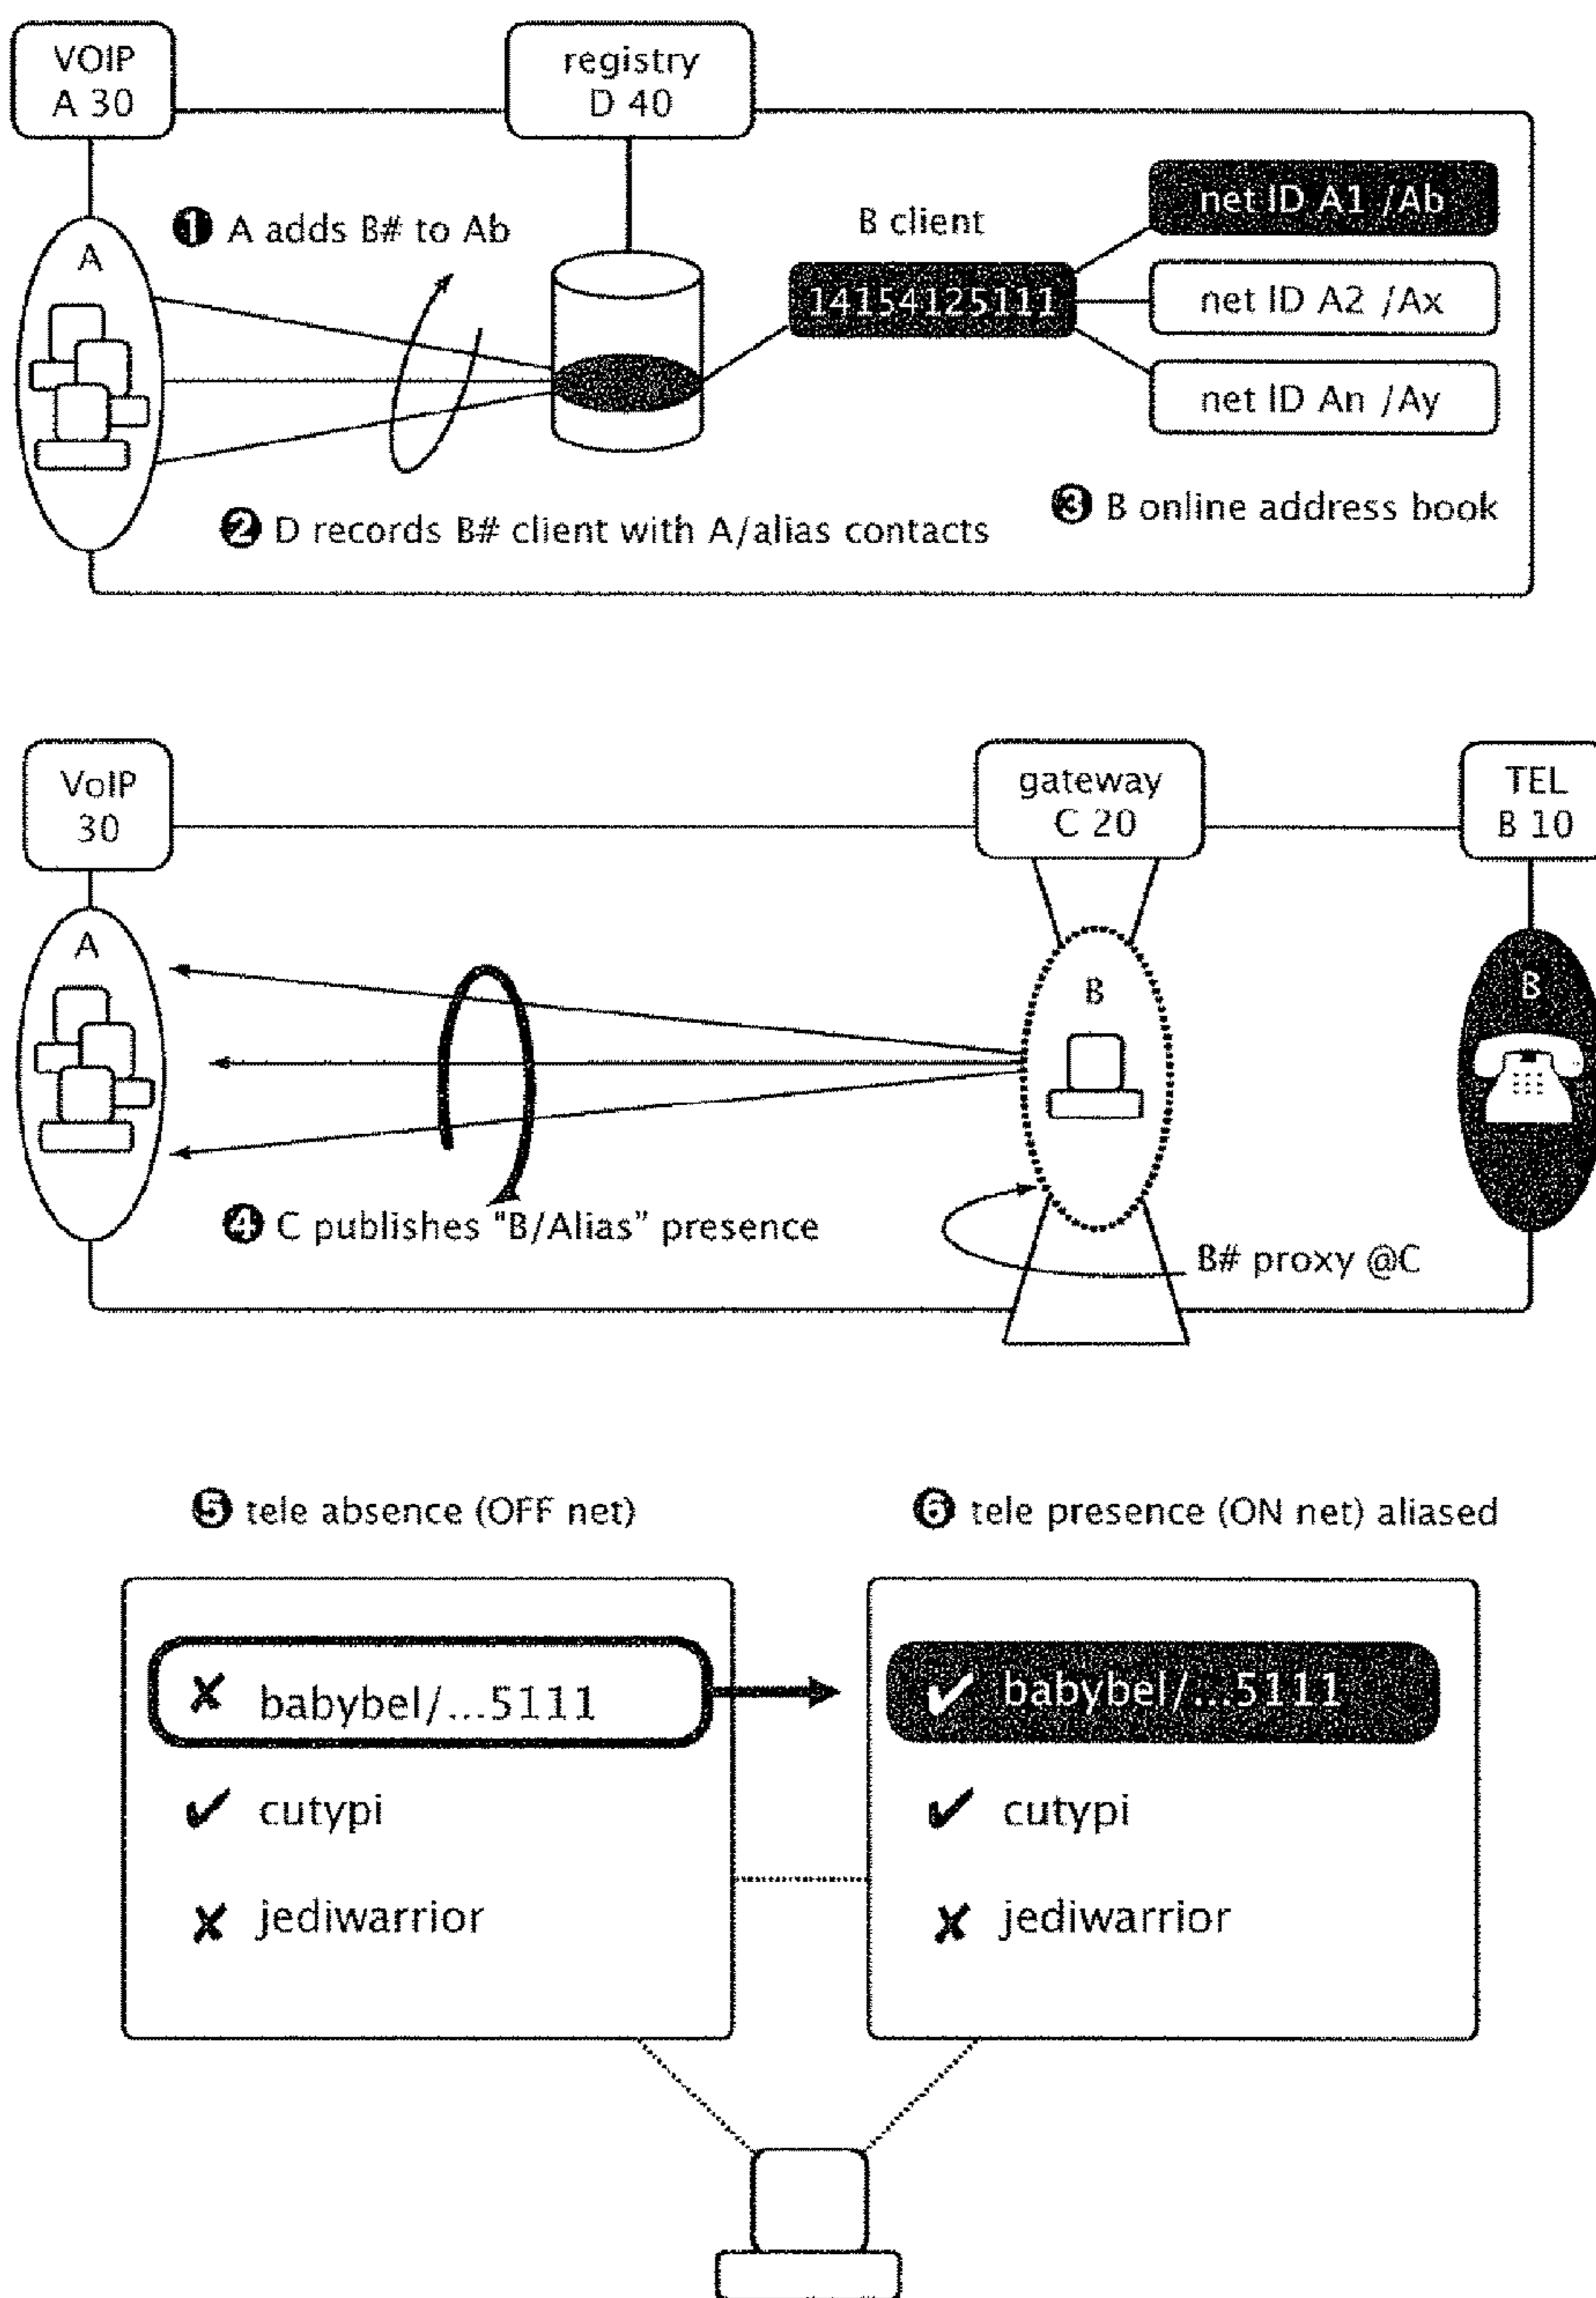 VOIP
A 30
registry
D 40
❶ A adds B# to Ab
A
B client
14154125111
net ID A1 /Ab
net ID A2 /Ax
net ID An /Ay
❷ D records B# client with A/alias contacts
❸ B online address book
VoIP
30
gateway
C 20
TEL
B 10
A
B
B
❹ C publishes "B/Alias" presence
B# proxy @C
❺ tele absence (OFF net)
✘ babybel/...5111
✔ cutypi
✘ jediwarrior
❻ tele presence (ON net) aliased
✔ babybel/...5111
✔ cutypi
✘ jediwarrior